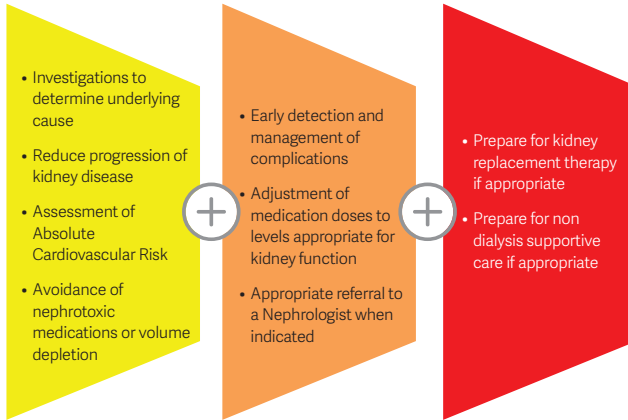 • Investigations to
determine underlying
cause
• Reduce progression of
kidney disease
• Assessment of
Absolute
Cardiovascular Risk
• Avoidance of
nephrotoxic
medications or volume
depletion
+
• Early detection and
management of
complications
• Adjustment of
medication doses to
levels appropriate for
kidney function
• Appropriate referral to
a Nephrologist when
indicated
+
• Prepare for kidney
replacement therapy
if appropriate
• Prepare for non
dialysis supportive
care if appropriate